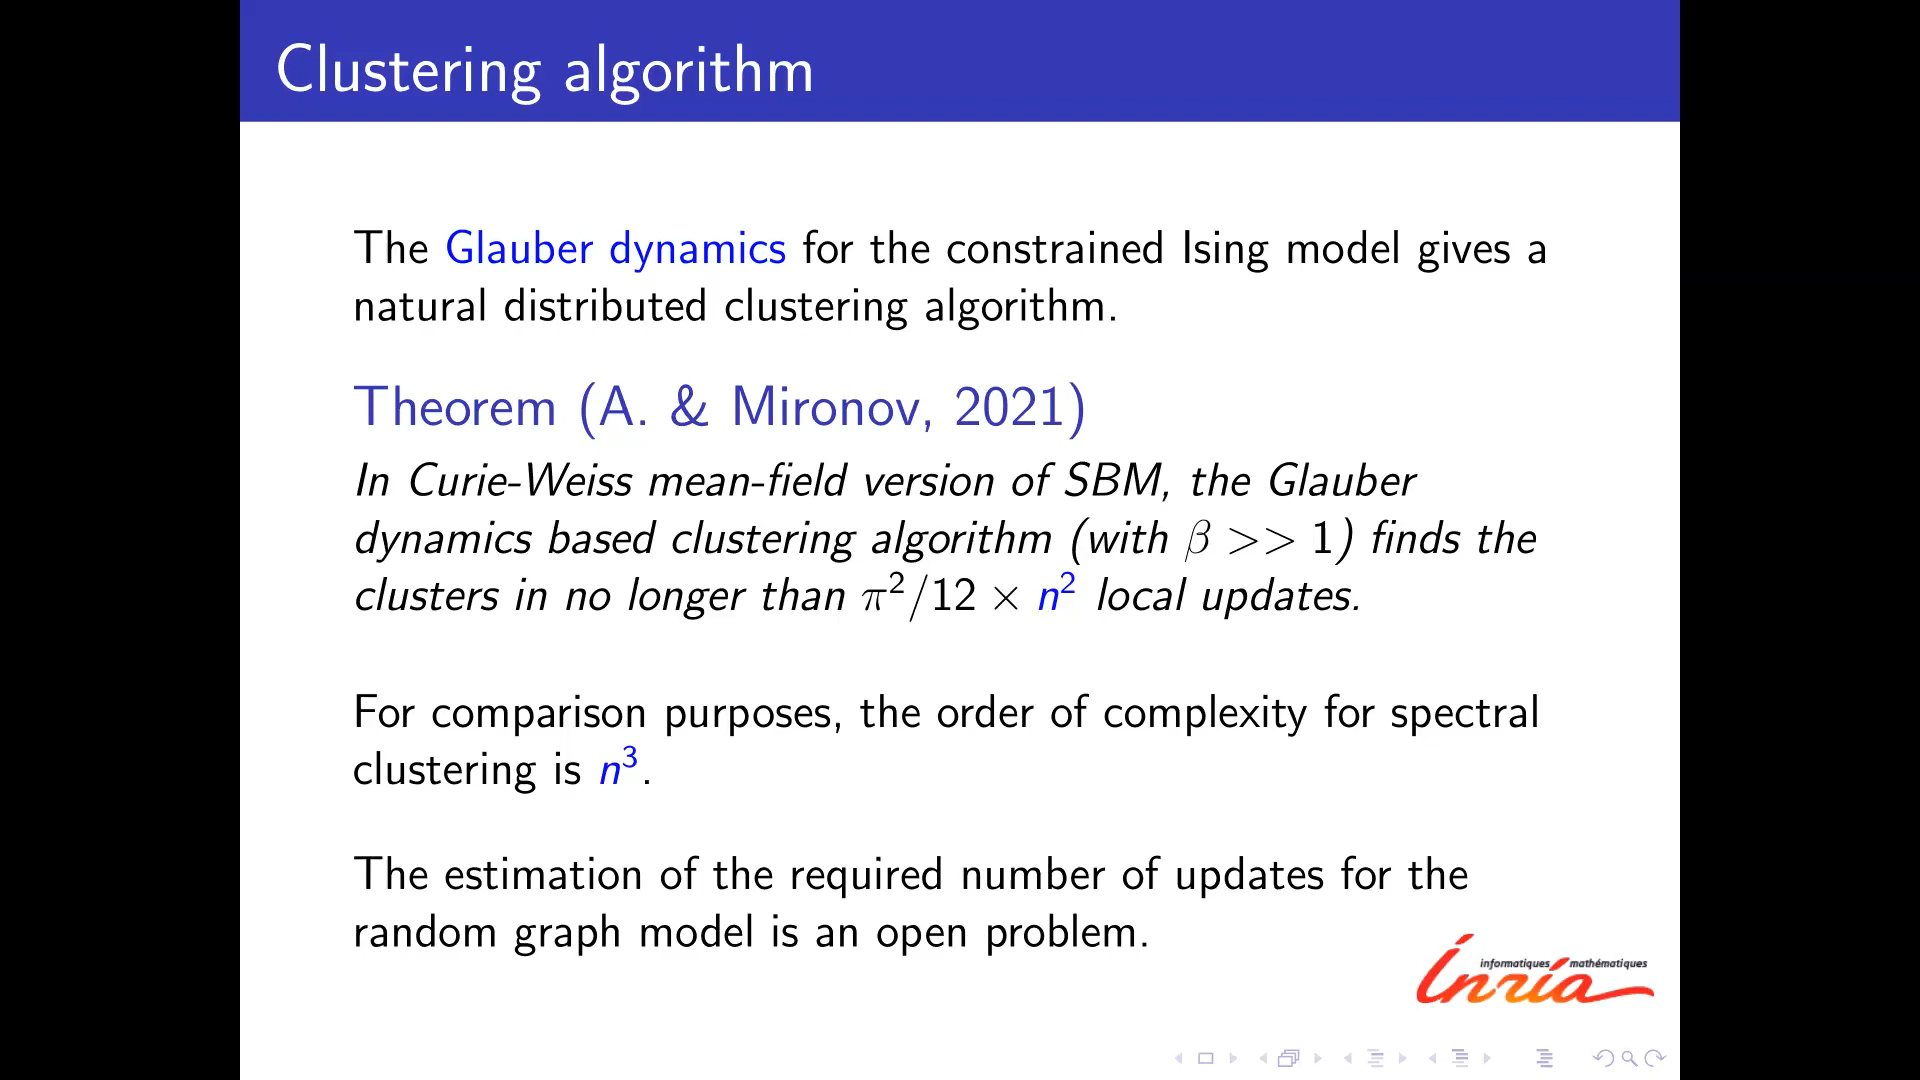 Clustering algorithm
The Glauber dynamics for the constrained Ising model gives a
natural distributed clustering algorithm.
Theorem (A. & Mironov, 2021)
In Curie-Weiss mean-field version of SBM, the Glauber
dynamics based clustering algorithm (with β >> 1) finds the
clusters in no longer than π²/12 × n² local updates.
For comparison purposes, the order of complexity for spectral
clustering is n³.
The estimation of the required number of updates for the
random graph model is an open problem.
informatiques mathématiques
Inria